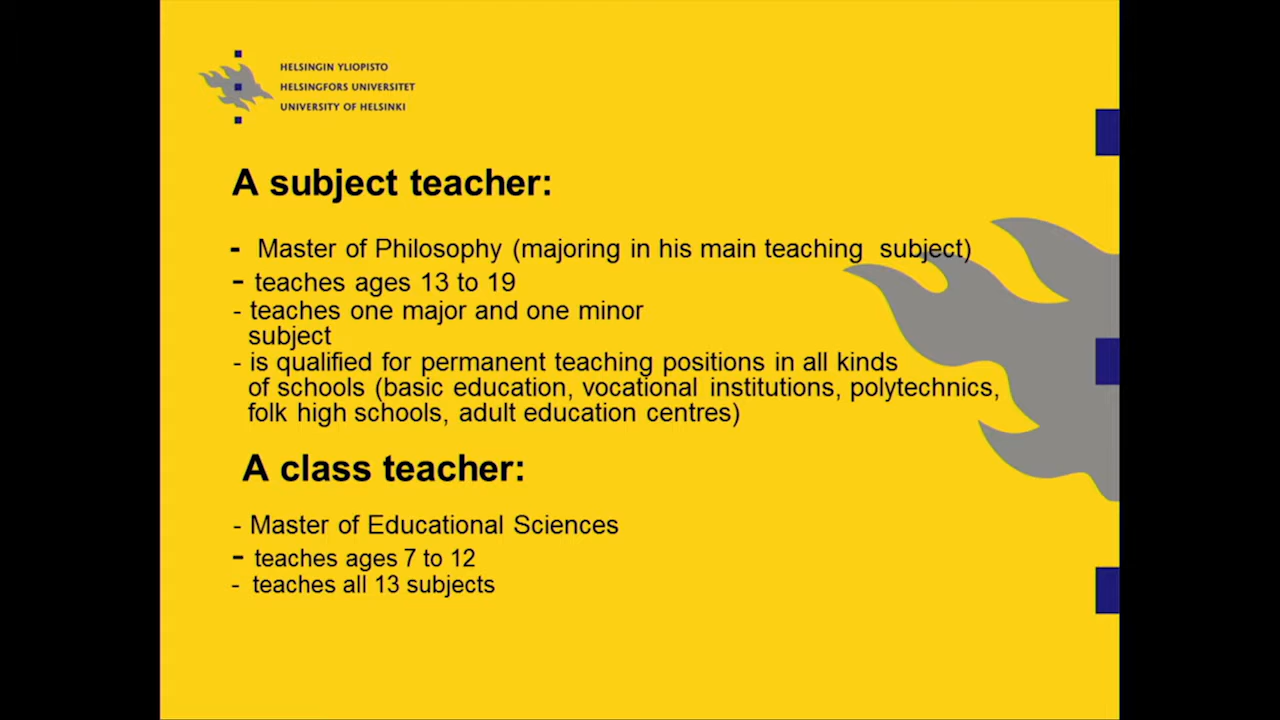 HELSINGIN YLIOPISTO
HELSINGFORS UNIVERSITET
UNIVERSITY OF HELSINKI
A subject teacher:
- Master of Philosophy (majoring in his main teaching subject)
- teaches ages 13 to 19
- teaches one major and one minor
subject
- is qualified for permanent teaching positions in all kinds
of schools (basic education, vocational institutions, polytechnics,
folk high schools, adult education centres)
A class teacher:
- Master of Educational Sciences
- teaches ages 7 to 12
- teaches all 13 subjects